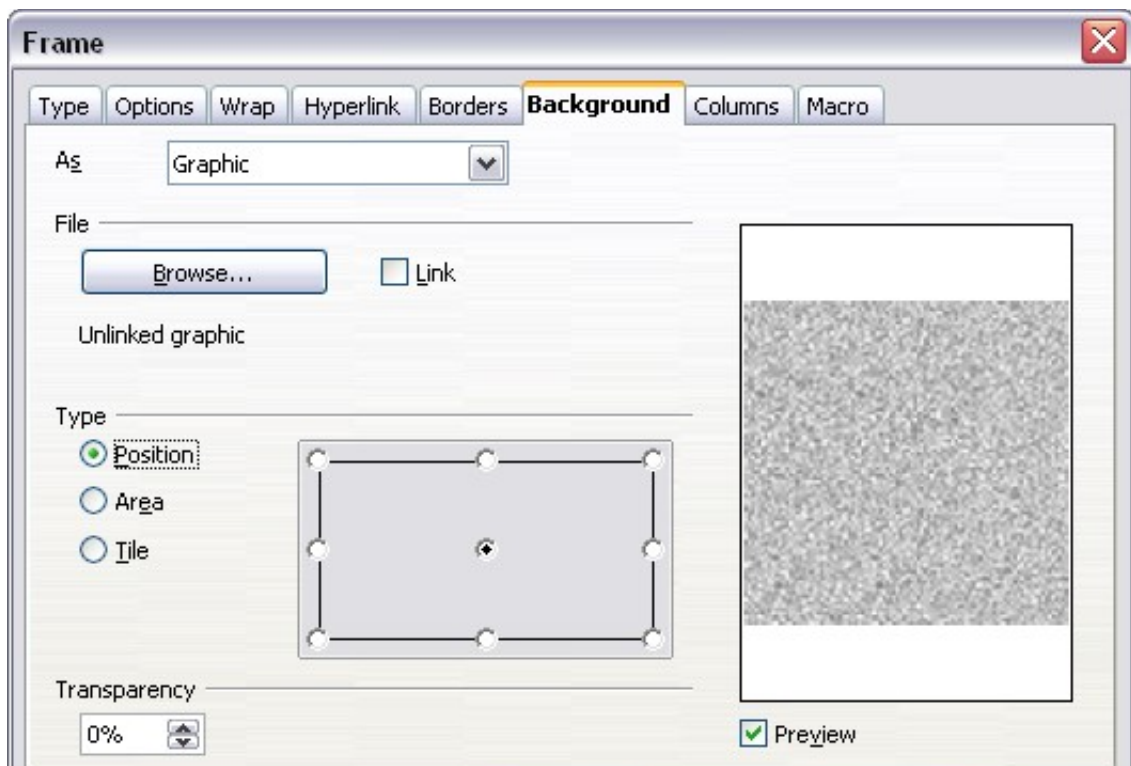 Frame
Type Options Wrap Hyperlink Borders Background Columns Macro
As Graphic
File
Browse... Link
Unlinked graphic
Type
Position
Area
Tile
Transparency
0%
Preview